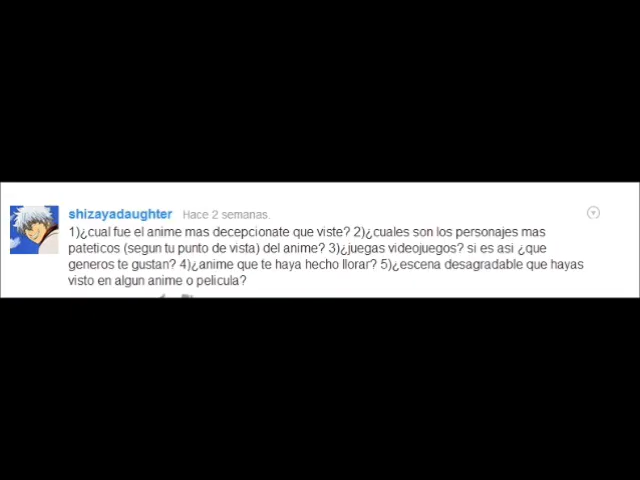 shizayadaughter Hace 2 semanas.
1)¿cual fue el anime mas decepcionate que viste? 2)¿cuales son los personajes mas
pateticos (segun tu punto de vista) del anime? 3)¿juegas videojuegos? si es asi ¿que
generos te gustan? 4)¿anime que te haya hecho llorar? 5)¿escena desagradable que hayas
visto en algun anime o pelicula?